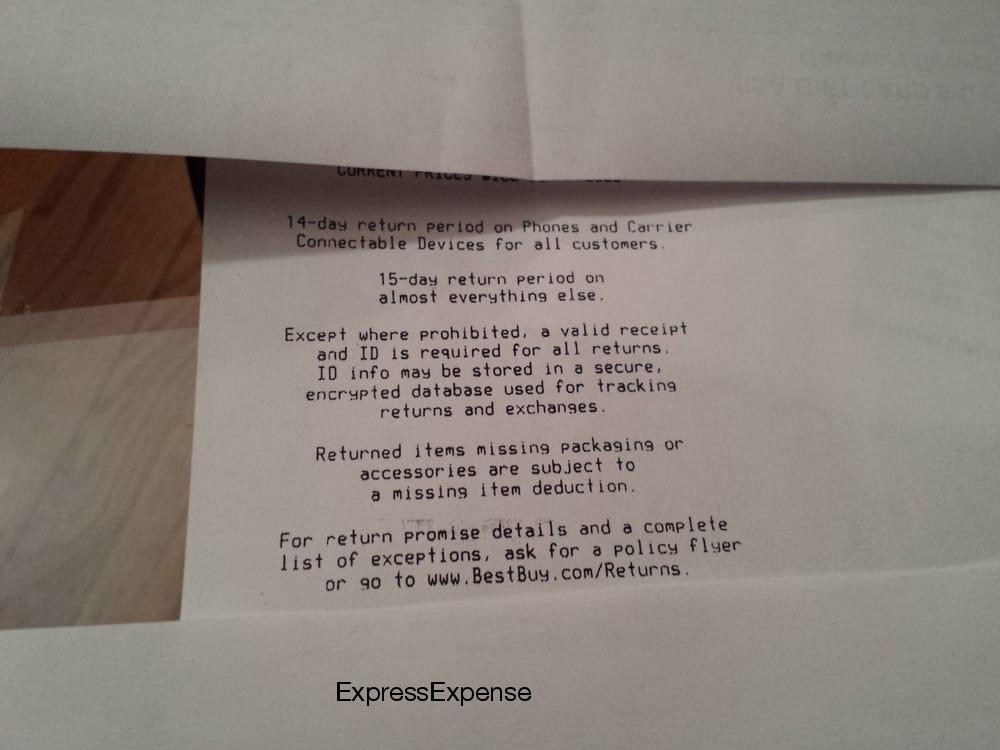 CURRENT PRICES WILL
14-day return period on Phones and Carrier
Connectable Devices for all customers.
15-day return period on
almost everything else.
Except where prohibited, a valid receipt
and ID is required for all returns.
ID info may be stored in a secure,
encrypted database used for tracking
returns and exchanges.
Returned items missing packaging or
accessories are subject to
a missing item deduction.
For return promise details and a complete
list of exceptions, ask for a policy flyer
or go to www.BestBuy.com/Returns.
ExpressExpense